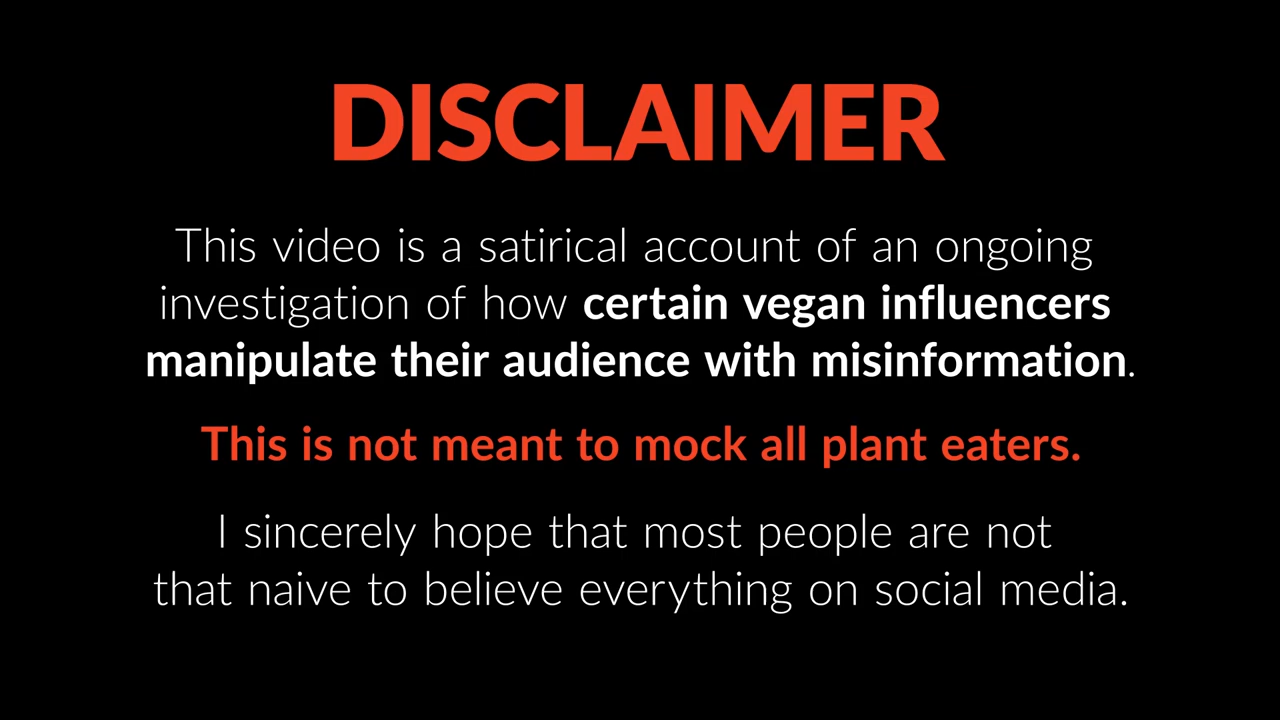 DISCLAIMER
This video is a satirical account of an ongoing
investigation of how certain vegan influencers
manipulate their audience with misinformation.
This is not meant to mock all plant eaters.
I sincerely hope that most people are not
that naive to believe everything on social media.